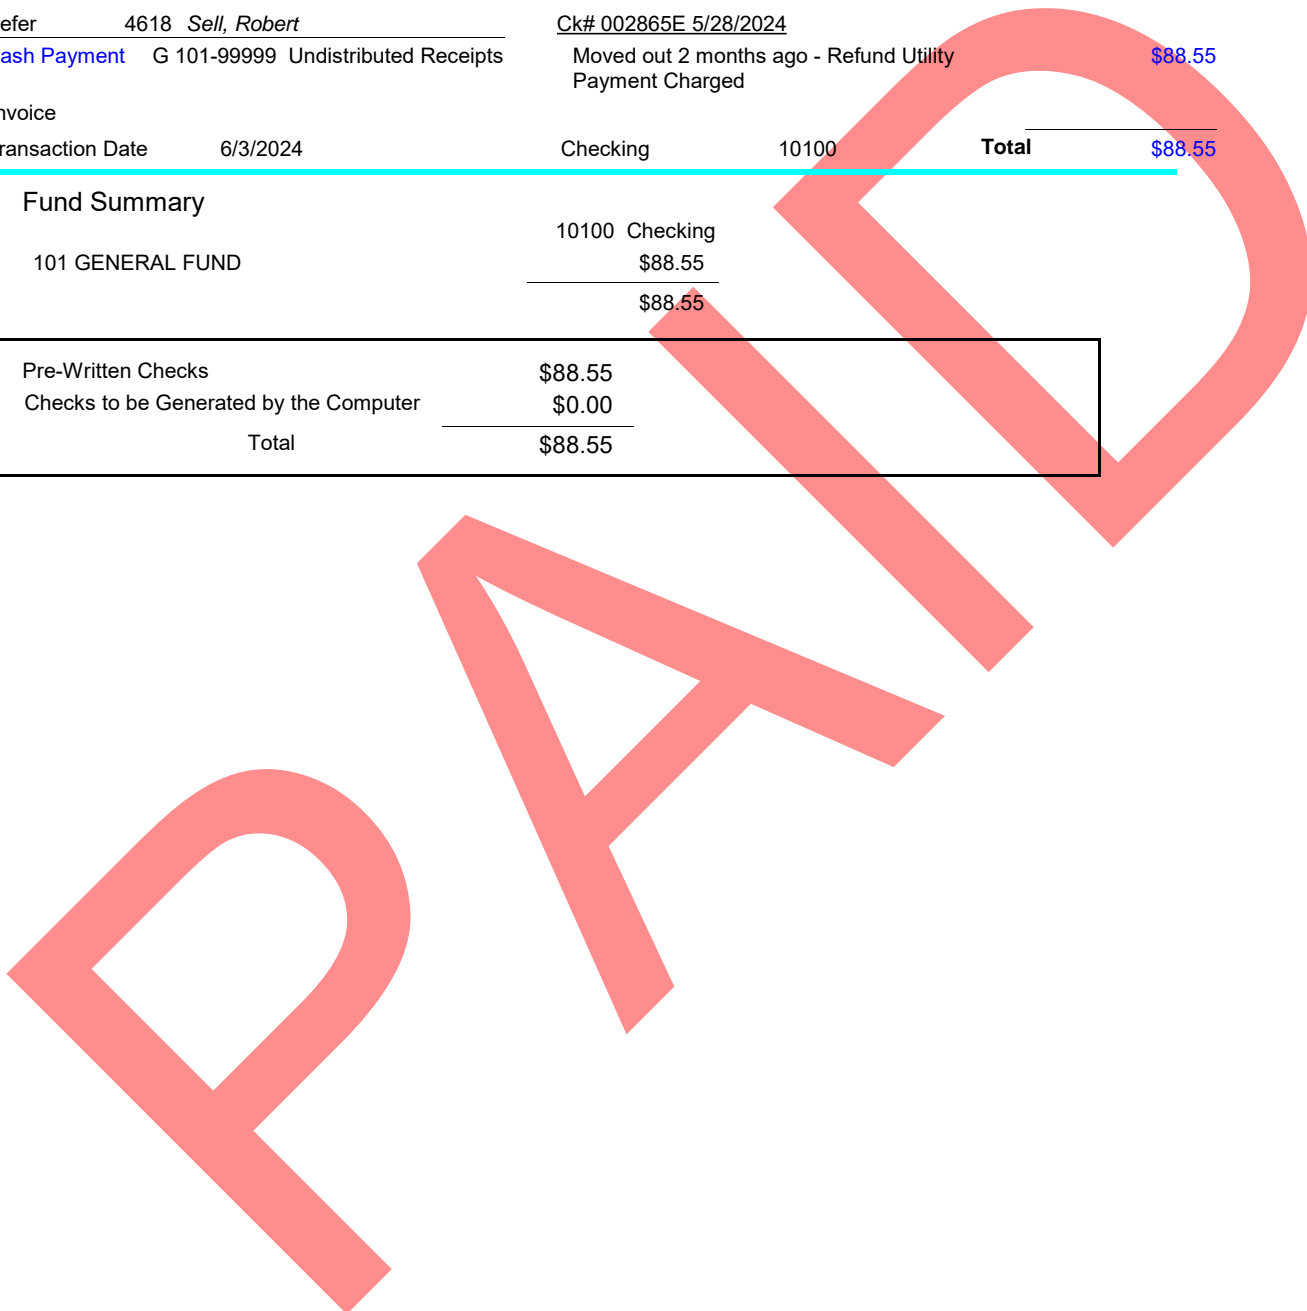 efer 4618 Sell, Robert Ck# 002865E 5/28/2024
ash Payment G 101-99999 Undistributed Receipts Moved out 2 months ago - Refund Utility $88.55
Payment Charged
nvoice
ransaction Date 6/3/2024 Checking 10100 Total $88.55
Fund Summary
10100 Checking
101 GENERAL FUND $88.55
$88.55
Pre-Written Checks $88.55
Checks to be Generated by the Computer $0.00
Total $88.55
PAID